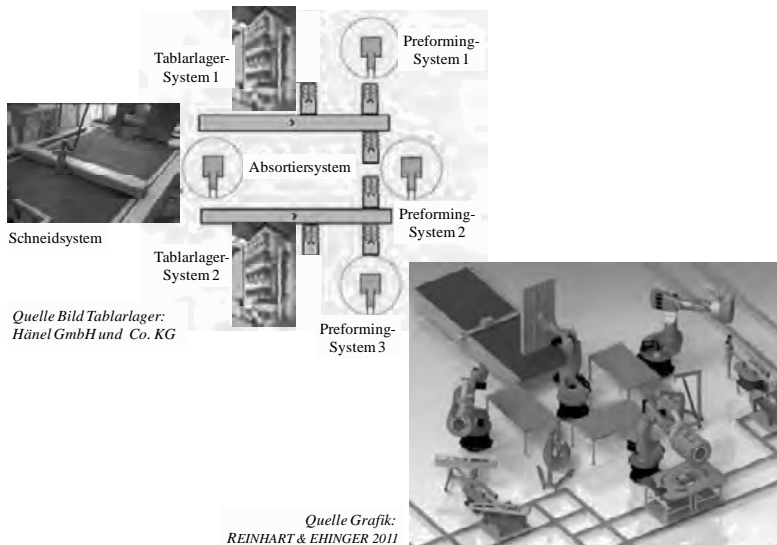 Tablarlager-
System 1
Preforming-
System 1
Absortiersystem
Schneidsystem
Preforming-
System 2
Tablarlager-
System 2
Quelle Bild Tablarlager:
Hänel GmbH und Co. KG
Preforming-
System 3
Quelle Grafik:
REINHART & EHINGER 2011